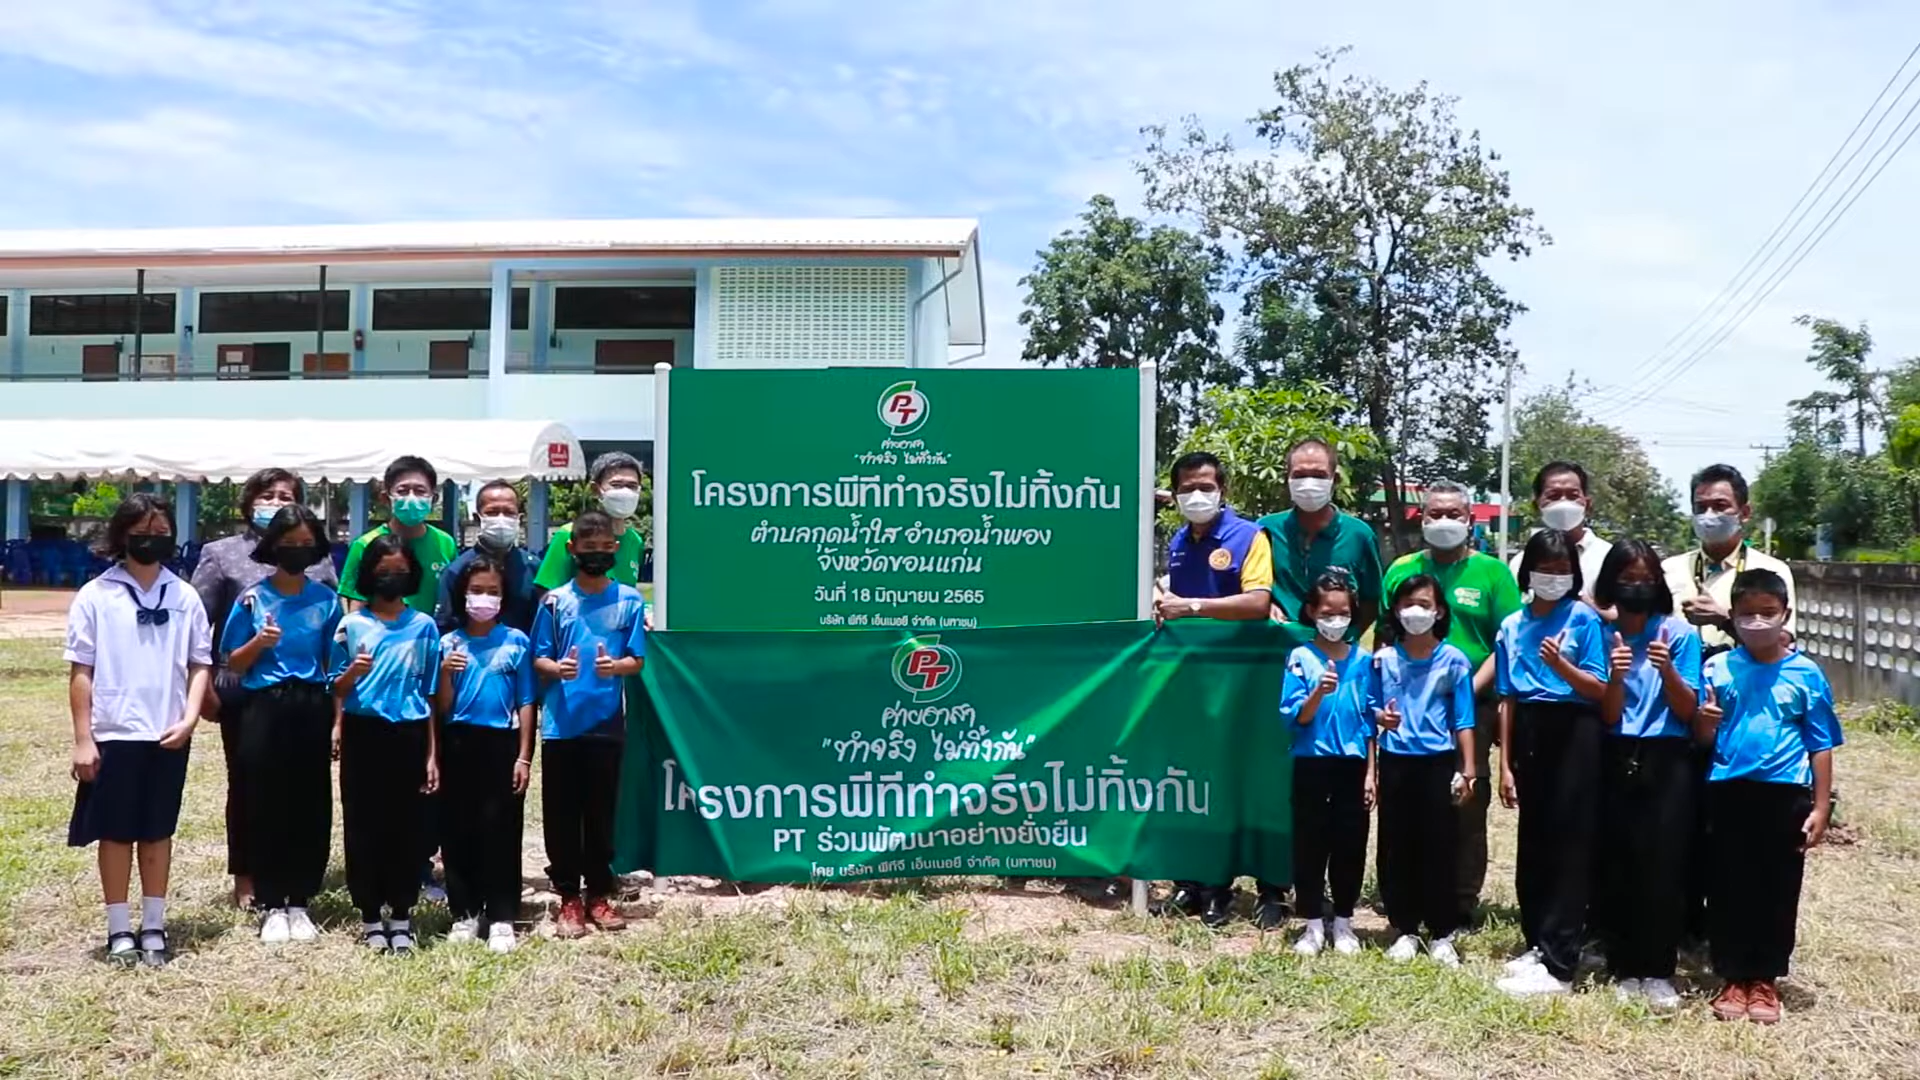 PT
ค่ายอาสา
"ทำจริง ไม่ทิ้งกัน"
โครงการพีทีทำจริงไม่ทิ้งกัน
ตำบลกุดน้ำใส อำเภอน้ำพอง
จังหวัดขอนแก่น
วันที่ 18 มิถุนายน 2565
บริษัท พีทีจี เอ็นเนอยี จำกัด (มหาชน)
PT
ค่ายอาสา
"ทำจริง ไม่ทิ้งกัน"
โครงการพีทีทำจริงไม่ทิ้งกัน
PT ร่วมพัฒนาอย่างยั่งยืน
โดย บริษัท พีทีจี เอ็นเนอยี จำกัด (มหาชน)